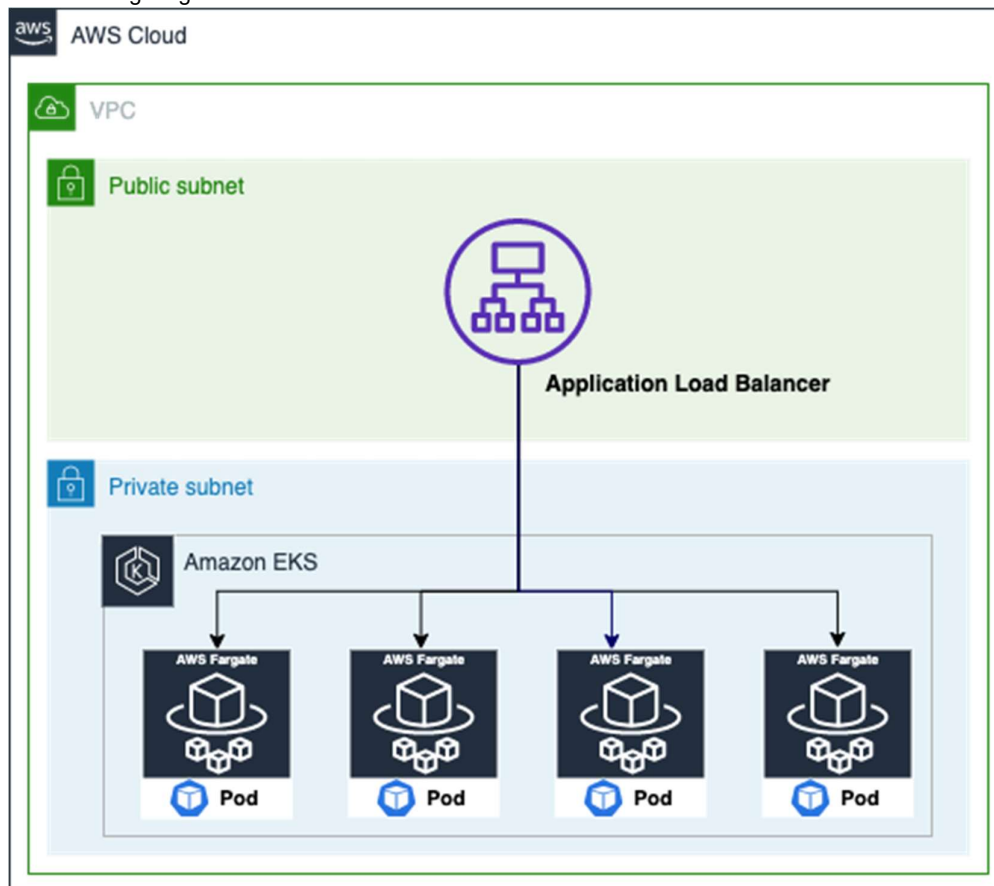 aws
AWS Cloud
VPC
Public subnet
Application Load Balancer
Private subnet
K
Amazon EKS
AWS Fargate
AWS Fargate
AWS Fargate
AWS Fargate
Pod
Pod
Pod
Pod